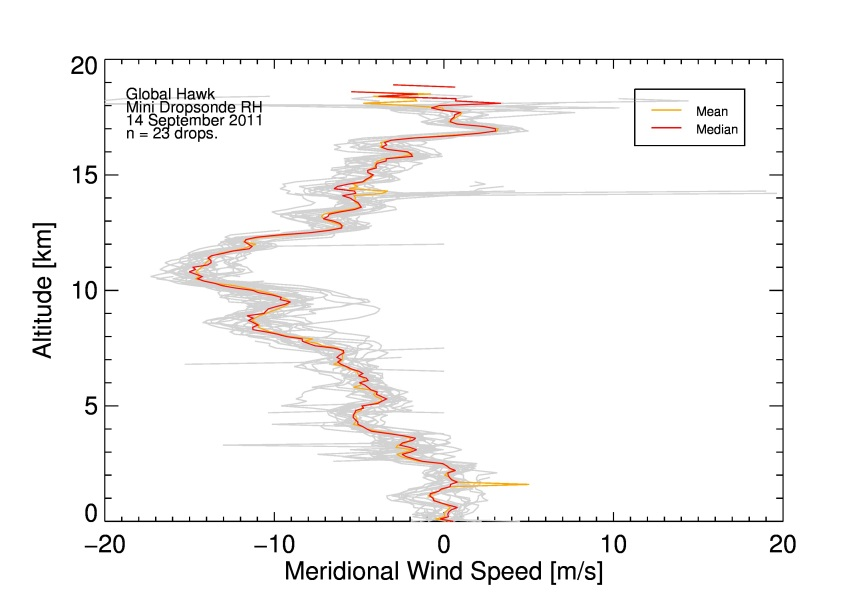 20
Global Hawk
Mini Dropsonde RH
14 September 2011
n = 23 drops.
Mean
Median
15
10
5
0
Altitude [km]
−20 −10 0 10 20
Meridional Wind Speed [m/s]